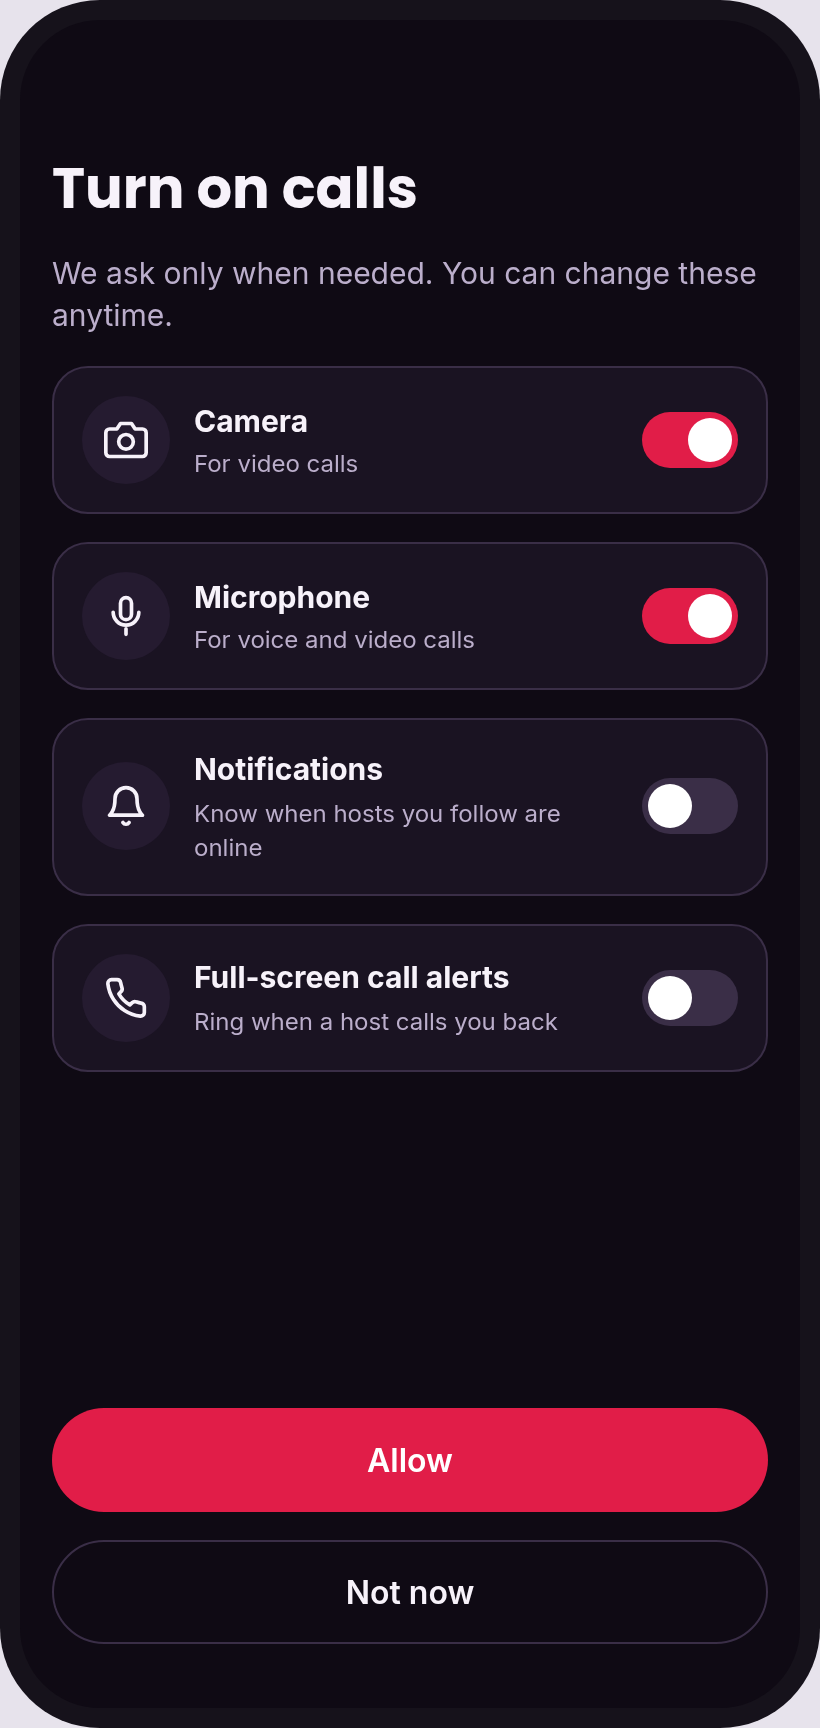 Turn on calls
We ask only when needed. You can change these
anytime.
Camera
For video calls
Microphone
For voice and video calls
Notifications
Know when hosts you follow are
online
Full-screen call alerts
Ring when a host calls you back
Allow
Not now